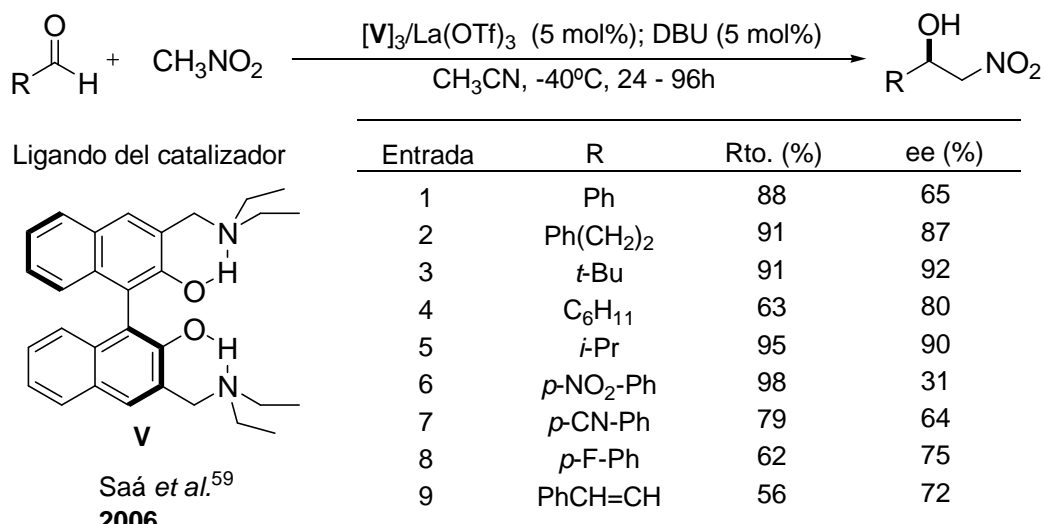 O
R H + CH₃NO₂
[V]₃/La(OTf)₃ (5 mol%); DBU (5 mol%)
CH₃CN, -40ºC, 24 - 96h
OH
R NO₂
Ligando del catalizador
N
H
O
O
H
N
V
Saá et al.⁵⁹
2006
Entrada R Rto. (%) ee (%)
1 Ph 88 65
2 Ph(CH₂)₂ 91 87
3 t-Bu 91 92
4 C₆H₁₁ 63 80
5 i-Pr 95 90
6 p-NO₂-Ph 98 31
7 p-CN-Ph 79 64
8 p-F-Ph 62 75
9 PhCH=CH 56 72